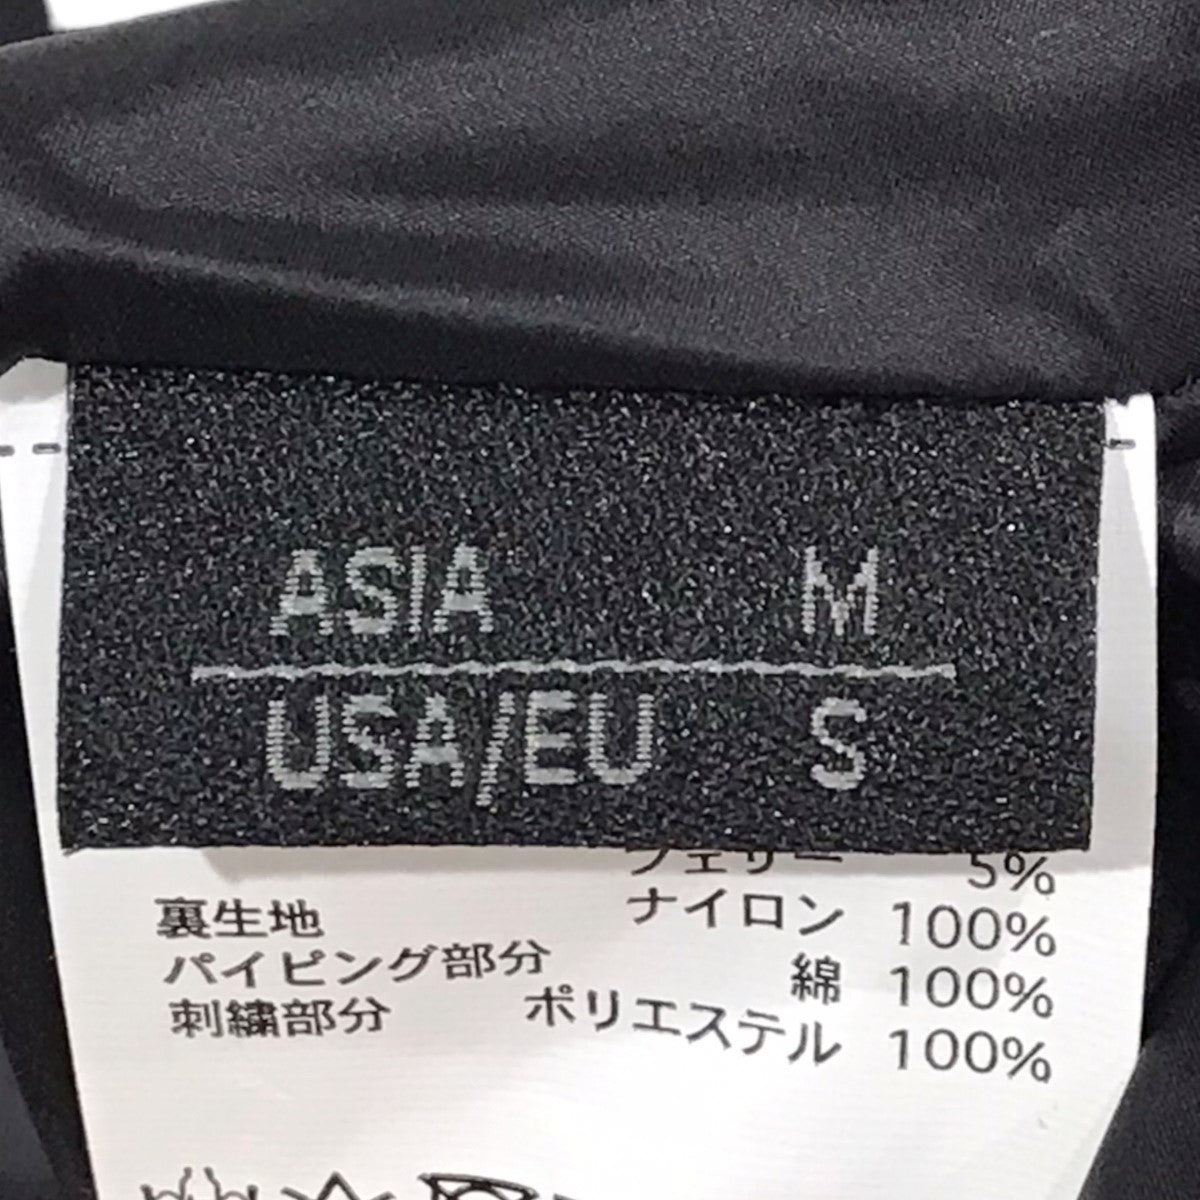 ASIA M
USA/EU S
フェザー 5%
裏生地 ナイロン 100%
パイピング部分 綿 100%
刺繍部分 ポリエステル 100%